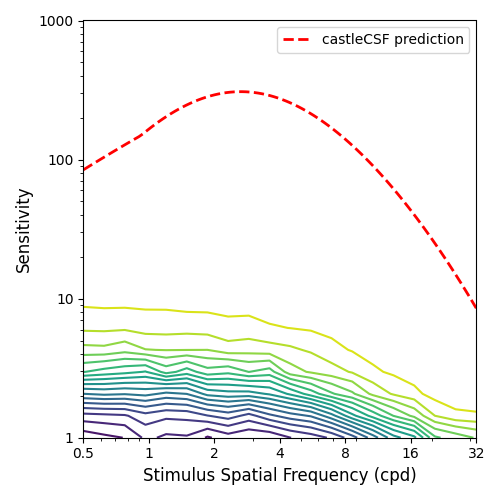 1000
castleCSF prediction
100
Sensitivity
10
1
0.5 1 2 4 8 16 32
Stimulus Spatial Frequency (cpd)